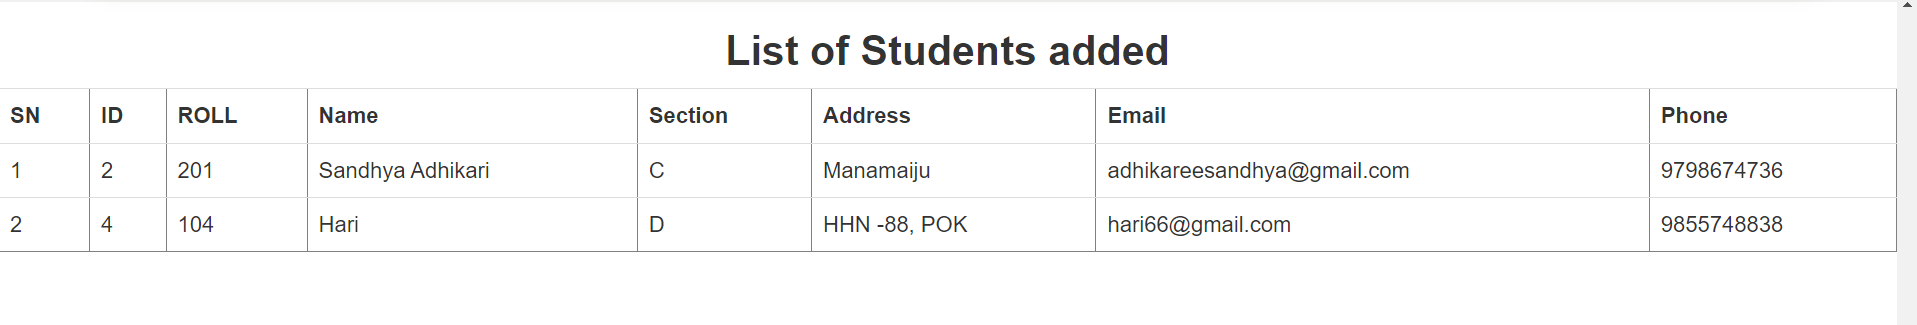 List of Students added
SN ID ROLL Name Section Address Email Phone
1 2 201 Sandhya Adhikari C Manamaiju adhikareesandhya@gmail.com 9798674736
2 4 104 Hari D HHN -88, POK hari66@gmail.com 9855748838